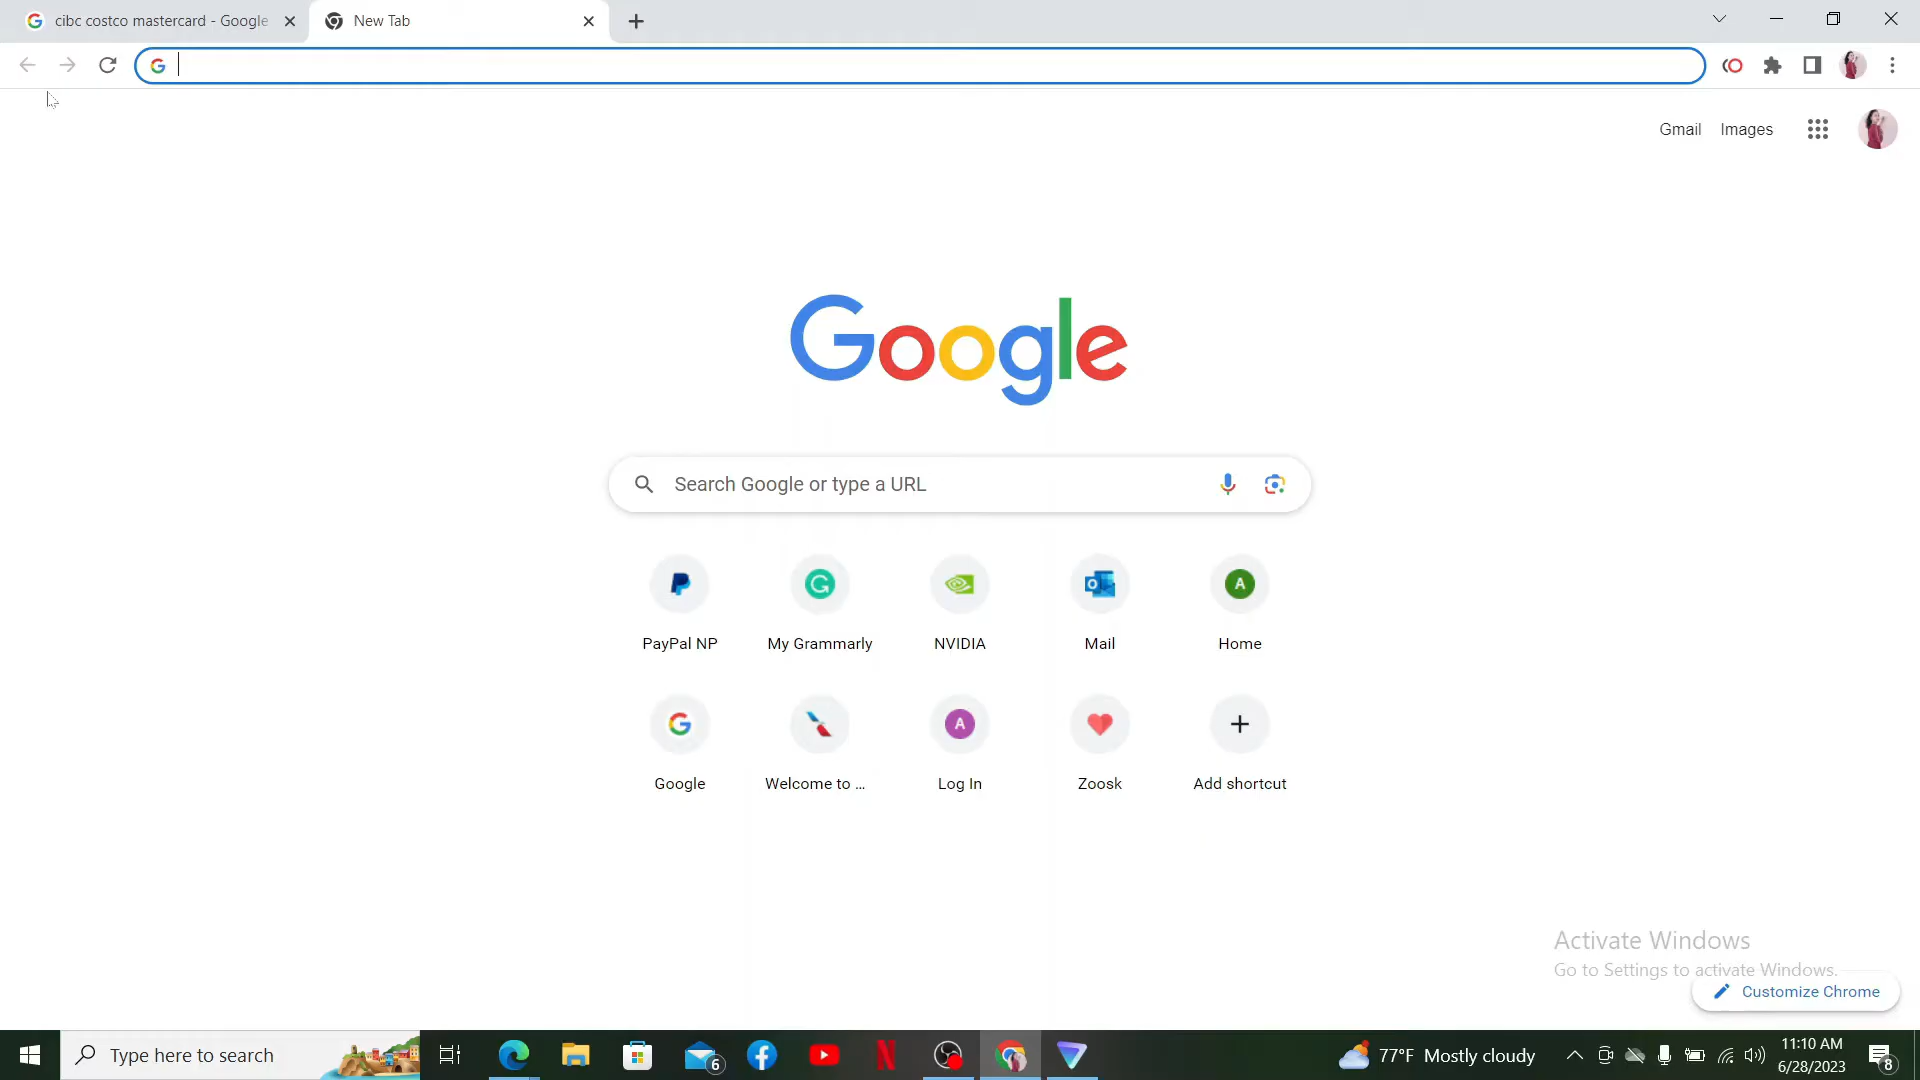 cibc costco mastercard - Google
New Tab
Gmail
Images
Google
Search Google or type a URL
PayPal NP
My Grammarly
NVIDIA
Mail
A
Home
Google
Welcome to ...
A
Log In
Zoosk
Add shortcut
Activate Windows
Go to Settings to activate Windows.
Customize Chrome
Type here to search
6
77°F Mostly cloudy
11:10 AM
6/28/2023
8